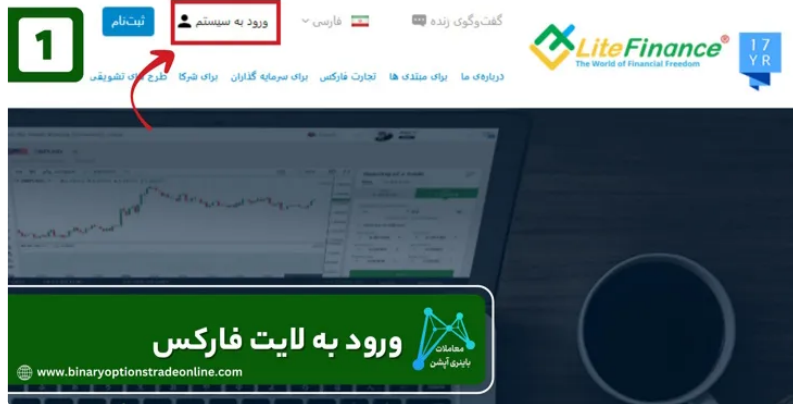 1
ثبت‌نام
ورود به سیستم
فارسی
گفت‌وگوی زنده
LiteFinance®
The World of Financial Freedom
17
YR
درباره‌ی ما برای مبتدی ها تجارت فارکس برای سرمایه گذاران برای شرکا طرح های تشویقی
ورود به لایت فارکس
معاملات
باینری آپشن
www.binaryoptionstradeonline.com